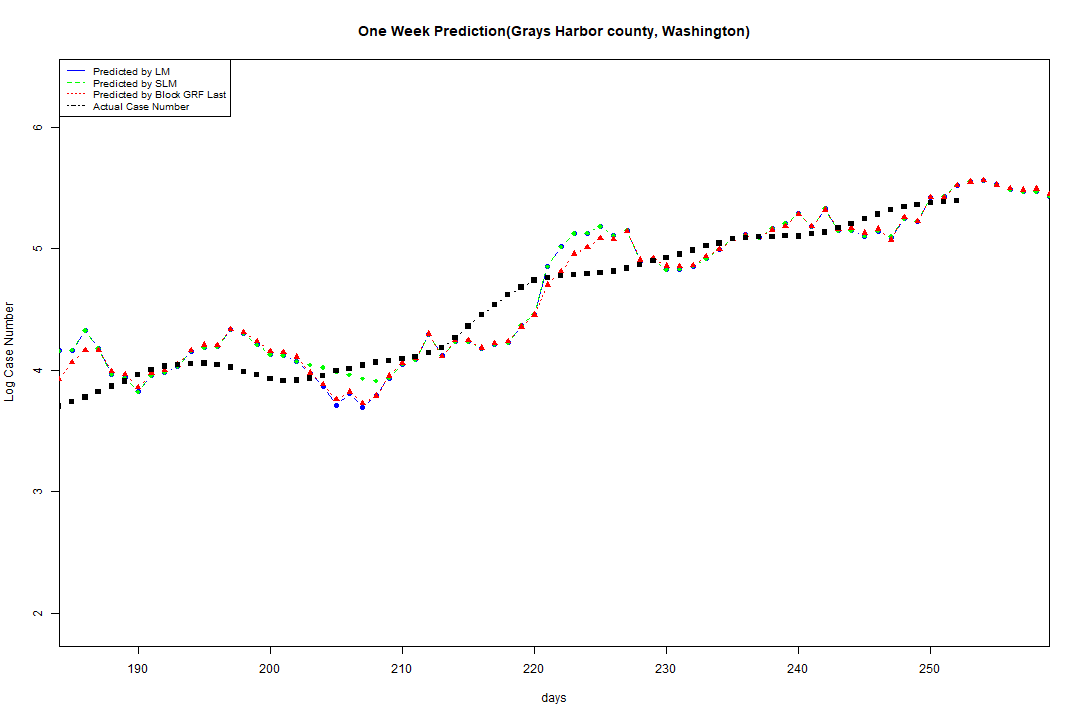 One Week Prediction(Grays Harbor county, Washington)
Predicted by LM
Predicted by SLM
Predicted by Block GRF Last
Actual Case Number
6
5
4
3
2
Log Case Number
190 200 210 220 230 240 250
days